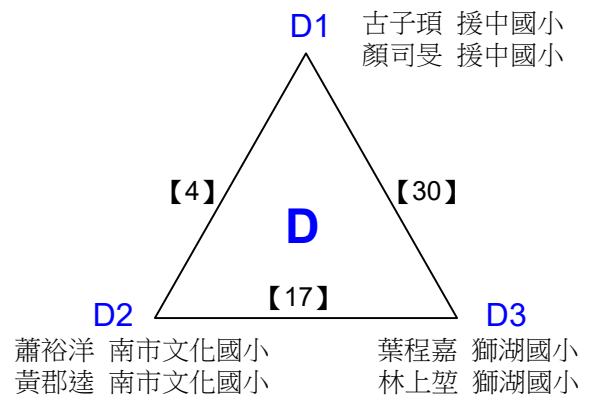 D1
古子頊 援中國小
顏司旻 援中國小
【4】
【30】
D
【17】
D2
D3
蕭裕洋 南市文化國小
黃郡逵 南市文化國小
葉程嘉 獅湖國小
林上堃 獅湖國小